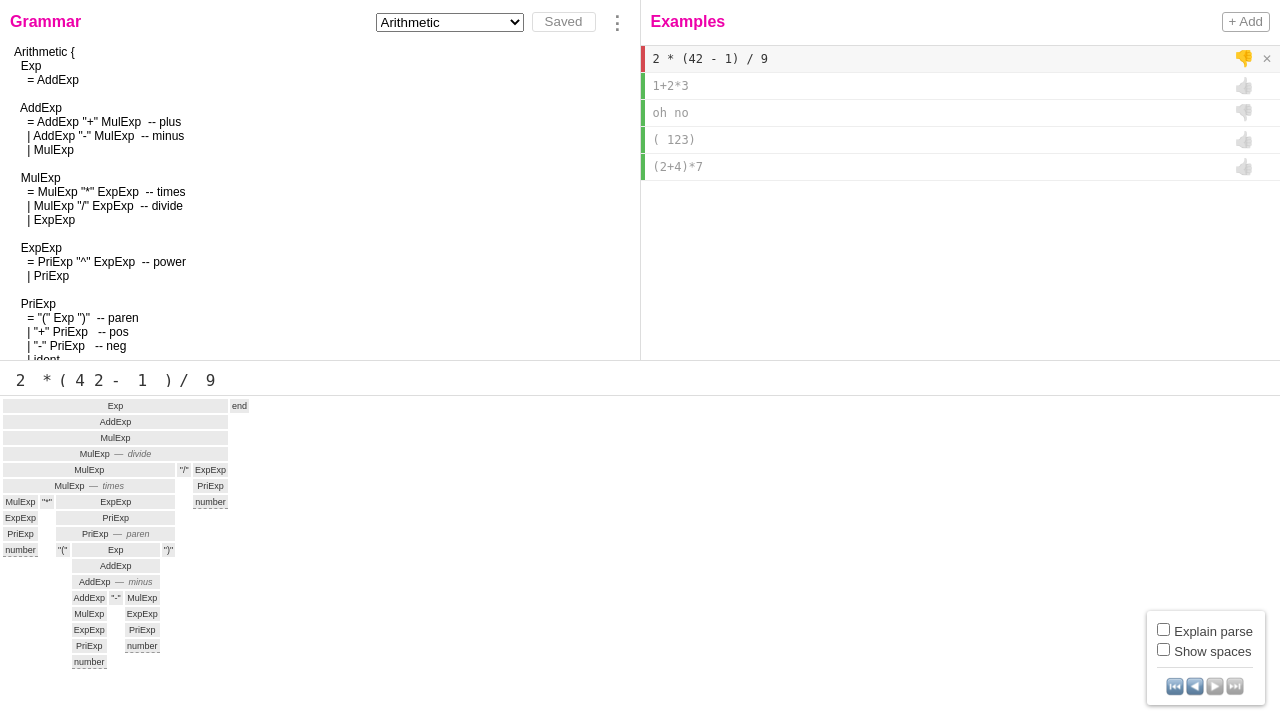 Grammar
Arithmetic
Saved
Examples
+ Add
Arithmetic {
Exp
= AddExp
AddExp
= AddExp "+" MulExp -- plus
| AddExp "-" MulExp -- minus
| MulExp
MulExp
= MulExp "*" ExpExp -- times
| MulExp "/" ExpExp -- divide
| ExpExp
ExpExp
= PriExp "^" ExpExp -- power
| PriExp
PriExp
= "(" Exp ")" -- paren
| "+" PriExp -- pos
| "-" PriExp -- neg
| ident
2 * (42 - 1) / 9
1+2*3
oh no
( 123)
(2+4)*7
2 * ( 4 2 - 1 ) / 9
Exp end
AddExp
MulExp
MulExp — divide
MulExp "/" ExpExp
MulExp — times PriExp
MulExp "*" ExpExp number
ExpExp PriExp
PriExp PriExp — paren
number "(" Exp ")"
AddExp
AddExp — minus
AddExp "-" MulExp
MulExp ExpExp
ExpExp PriExp
PriExp number
number
Explain parse
Show spaces